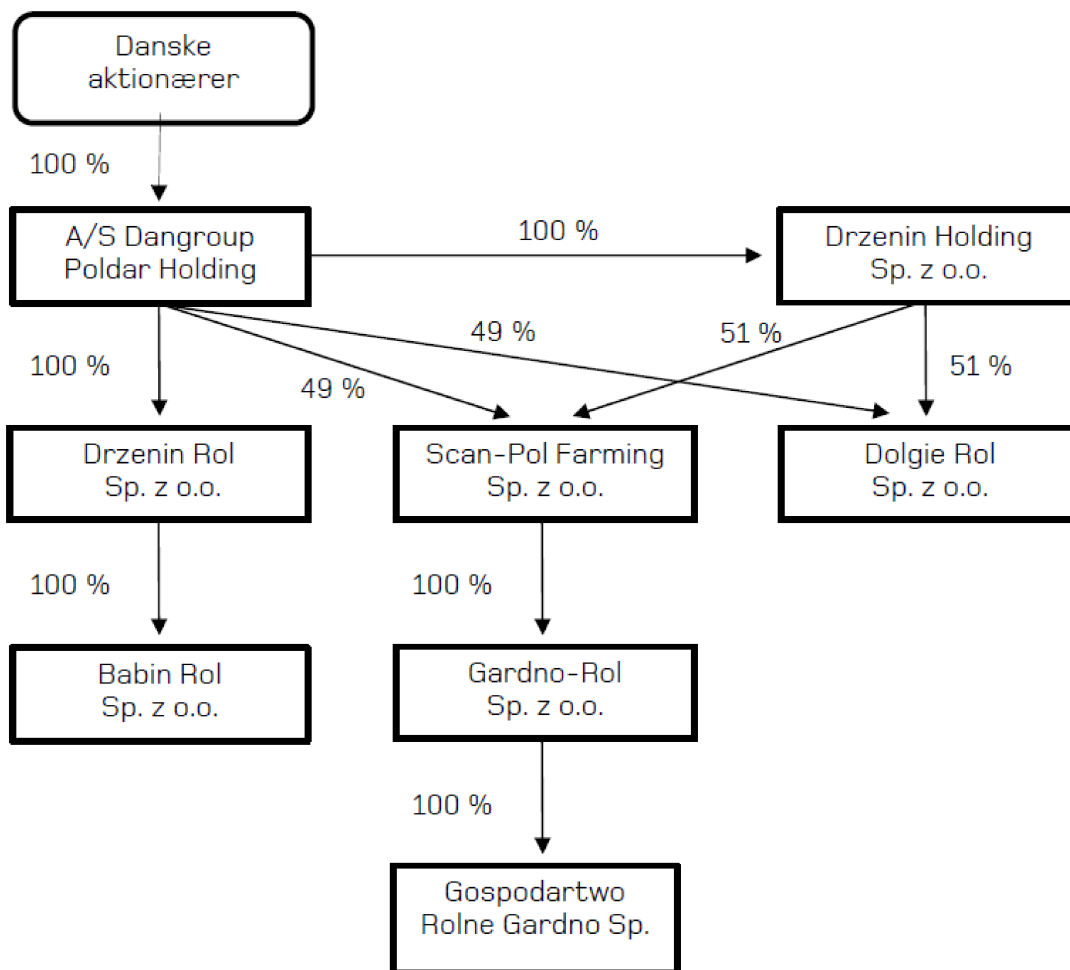 Danske
aktionærer
100 %
A/S Dangroup
Poldar Holding
100 %
Drzenin Holding
Sp. z o.o.
100 %
49 %
49 %
51 %
51 %
Drzenin Rol
Sp. z o.o.
Scan-Pol Farming
Sp. z o.o.
Dolgie Rol
Sp. z o.o.
100 %
100 %
Babin Rol
Sp. z o.o.
Gardno-Rol
Sp. z o.o.
100 %
Gospodartwo
Rolne Gardno Sp.